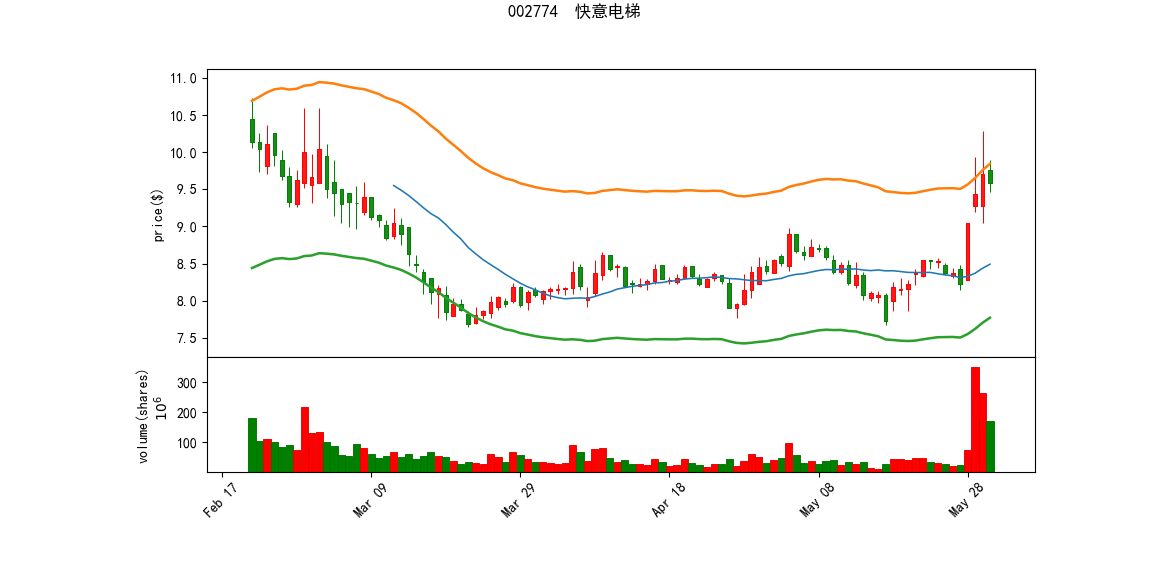 002774 快意电梯
11.0
10.5
10.0
9.5
9.0
8.5
8.0
7.5
price($)
300
200
100
volume(shares)
10^6
Feb 17
Mar 09
Mar 29
Apr 18
May 08
May 28